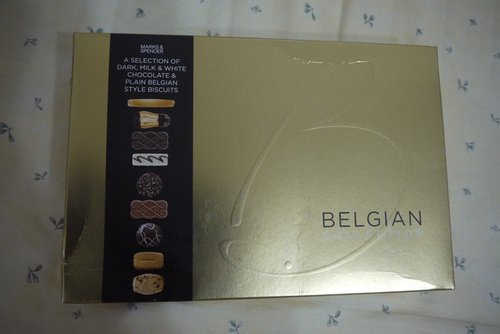 MARKS &
SPENCER
A SELECTION OF
DARK, MILK & WHITE
CHOCOLATE &
PLAIN BELGIAN
STYLE BISCUITS
BELGIAN